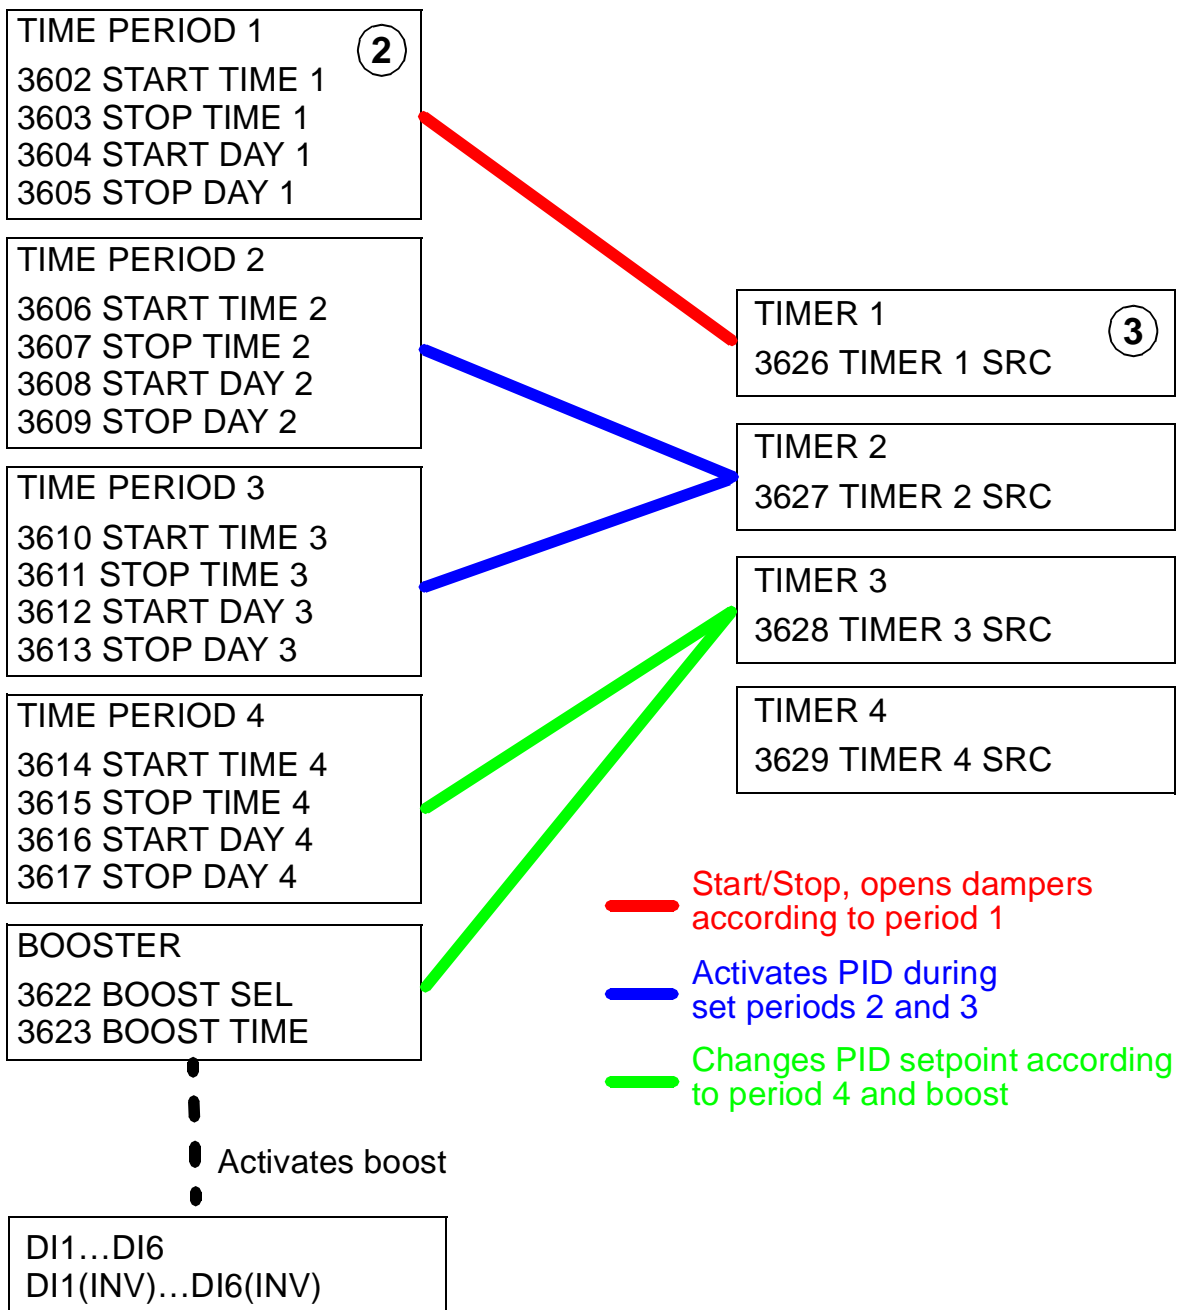 TIME PERIOD 1
2
3602 START TIME 1
3603 STOP TIME 1
3604 START DAY 1
3605 STOP DAY 1
TIME PERIOD 2
3606 START TIME 2
3607 STOP TIME 2
3608 START DAY 2
3609 STOP DAY 2
TIME PERIOD 3
3610 START TIME 3
3611 STOP TIME 3
3612 START DAY 3
3613 STOP DAY 3
TIME PERIOD 4
3614 START TIME 4
3615 STOP TIME 4
3616 START DAY 4
3617 STOP DAY 4
BOOSTER
3622 BOOST SEL
3623 BOOST TIME
Activates boost
DI1…DI6
DI1(INV)…DI6(INV)
TIMER 1
3
3626 TIMER 1 SRC
TIMER 2
3627 TIMER 2 SRC
TIMER 3
3628 TIMER 3 SRC
TIMER 4
3629 TIMER 4 SRC
Start/Stop, opens dampers
according to period 1
Activates PID during
set periods 2 and 3
Changes PID setpoint according
to period 4 and boost